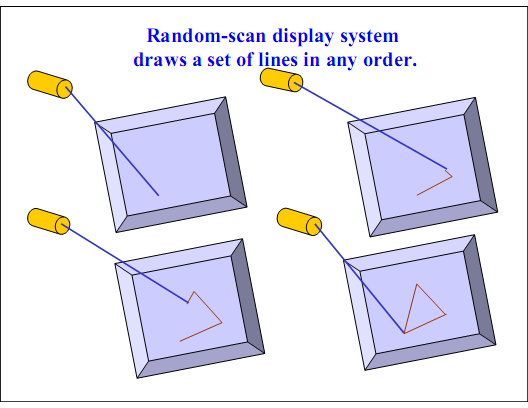 Random-scan display system
draws a set of lines in any order.